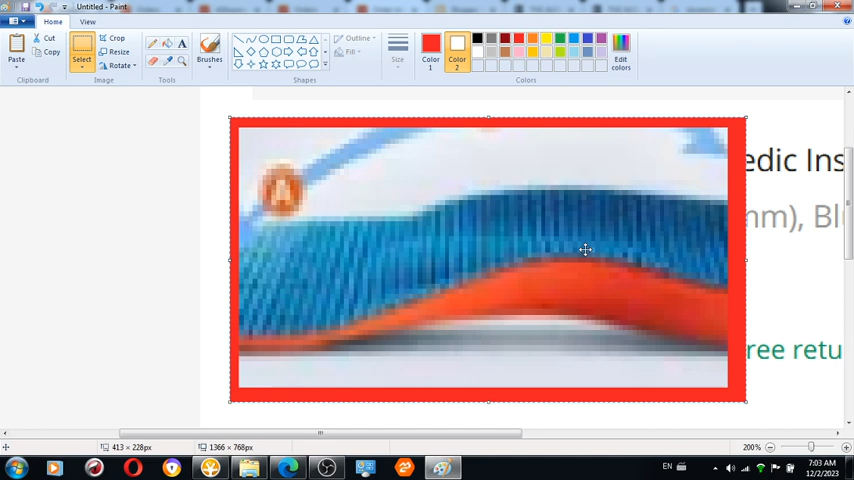 Untitled - Paint
Home View
Paste
Cut
Copy
Clipboard
Select
Crop
Resize
Rotate
Image
A
Tools
Brushes
Shapes
Outline
Fill
Size
Color
1
Color
2
Colors
Edit
colors
A
edic Ins
mm), Bl
ree retu
413 × 228px
1366 × 768px
200%
EN
7:03 AM
12/2/2023